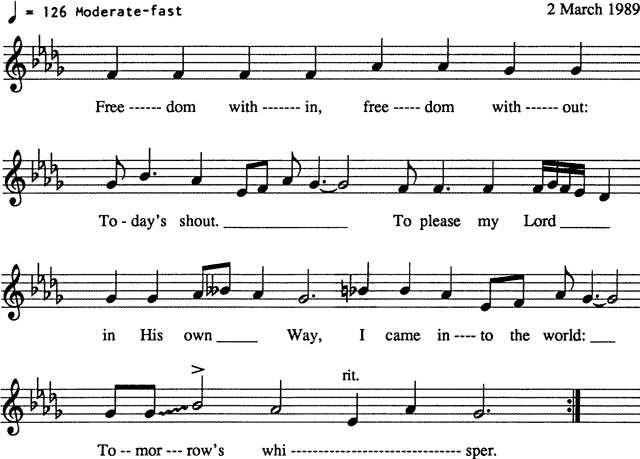 ♩ = 126 Moderate-fast 2 March 1989
Free ------ dom with ------- in, free ----- dom with ------ out:
To - day's shout. ________________ To please my Lord ______
in His own _____ Way, I came in ---- to the world: ___
rit.
To -- mor --- row's whi ------------------------------ sper.